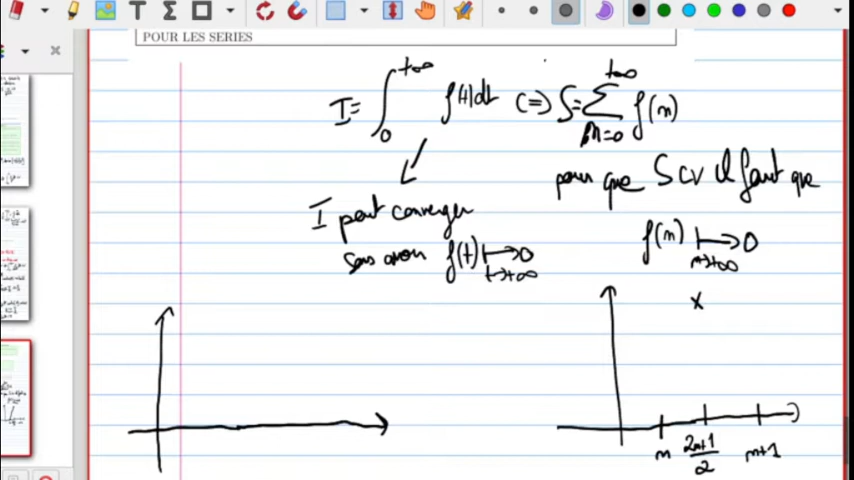 POUR LES SERIES
I = ∫₀^{+∞} f(t)dt <=> S = ∑_{n=0}^{+∞} f(n)
pour que S cv il faut que
I peut converger
f(n) ↦ 0
n→+∞
sans avoir f(t) ↦ 0
t→+∞
x
n (2n+1)/2 n+1